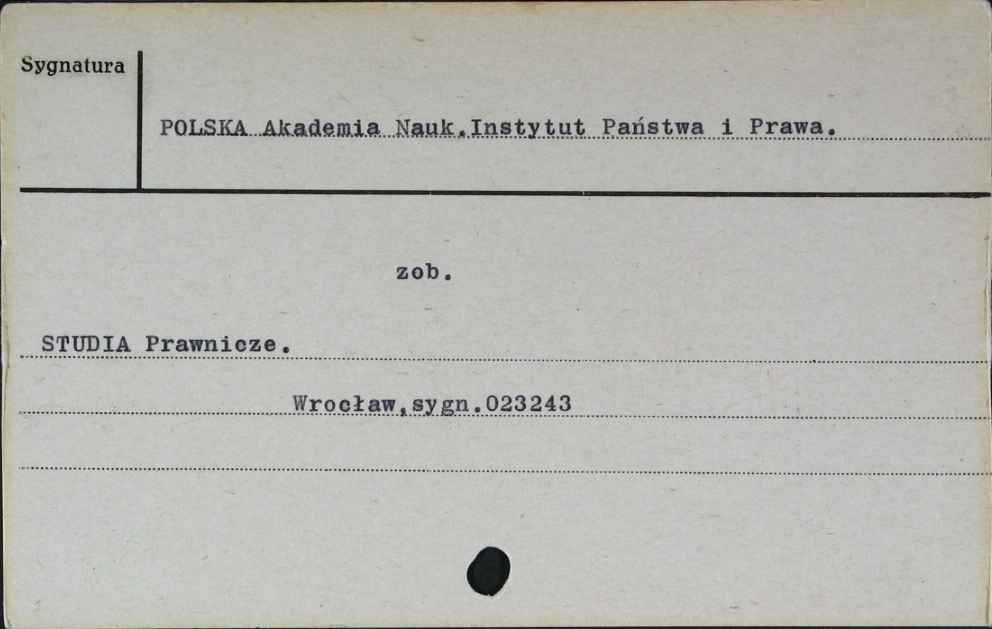 Sygnatura
POLSKA Akademia Nauk.Instytut Państwa i Prawa.
zob.
STUDIA Prawnicze.
Wrocław,sygn.023243